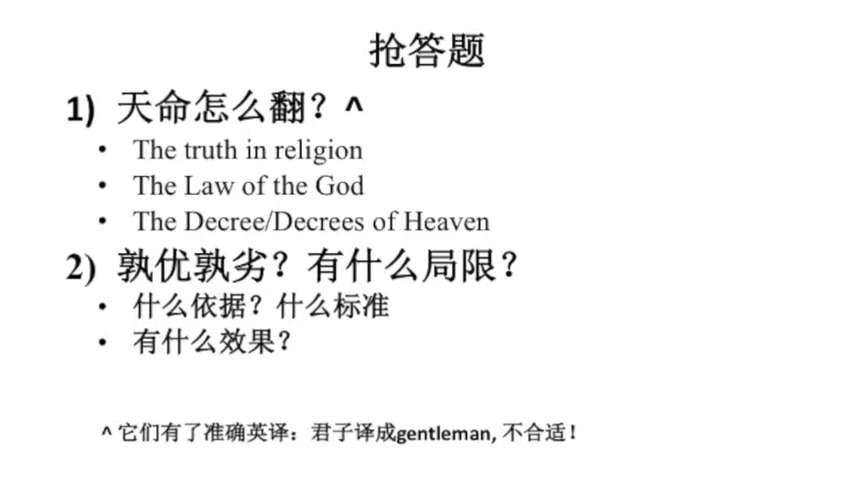 抢答题
1) 天命怎么翻？^
• The truth in religion
• The Law of the God
• The Decree/Decrees of Heaven
2) 孰优孰劣？有什么局限？
• 什么依据？什么标准
• 有什么效果？
^ 它们有了准确英译：君子译成gentleman, 不合适！